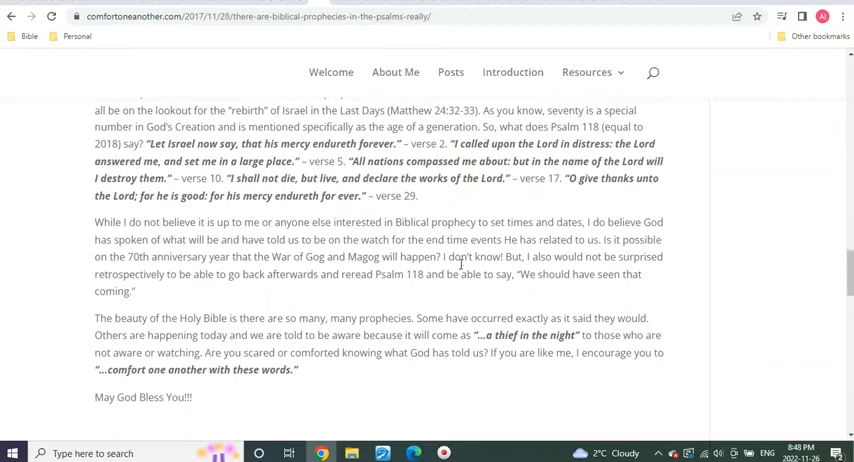 comfortoneanother.com/2017/11/28/there-are-biblical-prophecies-in-the-psalms-really/
AI
Bible
Personal
Other bookmarks
Welcome
About Me
Posts
Introduction
Resources
all be on the lookout for the “rebirth” of Israel in the Last Days (Matthew 24:32-33). As you know, seventy is a special
number in God’s Creation and is mentioned specifically as the age of a generation. So, what does Psalm 118 (equal to
2018) say? “Let Israel now say, that his mercy endureth forever.” – verse 2. “I called upon the Lord in distress: the Lord
answered me, and set me in a large place.” – verse 5. “All nations compassed me about: but in the name of the Lord will
I destroy them.” – verse 10. “I shall not die, but live, and declare the works of the Lord.” – verse 17. “O give thanks unto
the Lord; for he is good: for his mercy endureth for ever.” – verse 29.
While I do not believe it is up to me or anyone else interested in Biblical prophecy to set times and dates, I do believe God
has spoken of what will be and have told us to be on the watch for the end time events He has related to us. Is it possible
on the 70th anniversary year that the War of Gog and Magog will happen? I don’t know! But, I also would not be surprised
retrospectively to be able to go back afterwards and reread Psalm 118 and be able to say, “We should have seen that
coming.”
The beauty of the Holy Bible is there are so many, many prophecies. Some have occurred exactly as it said they would.
Others are happening today and we are told to be aware because it will come as “…a thief in the night” to those who are
not aware or watching. Are you scared or comforted knowing what God has told us? If you are like me, I encourage you to
“…comfort one another with these words.”
May God Bless You!!!
Type here to search
2°C Cloudy
ENG
8:48 PM
2022-11-26
2